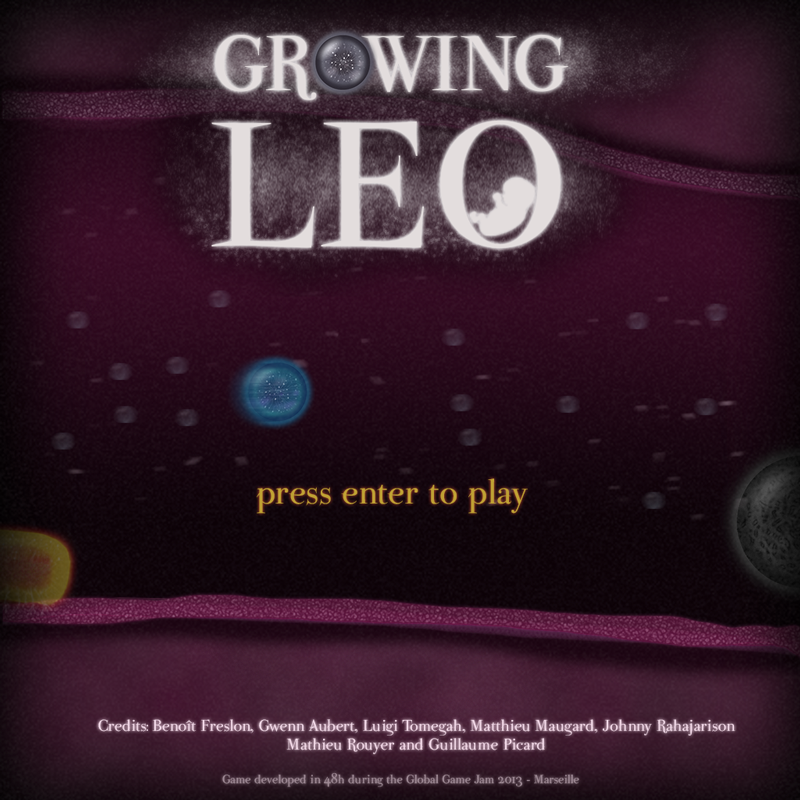 GROWING
LEO
press enter to play
Credits: Benoît Freslon, Gwenn Aubert, Luigi Tomegah, Matthieu Maugard, Johnny Rahajarison
Mathieu Rouyer and Guillaume Picard
Game developed in 48h during the Global Game Jam 2013 - Marseille